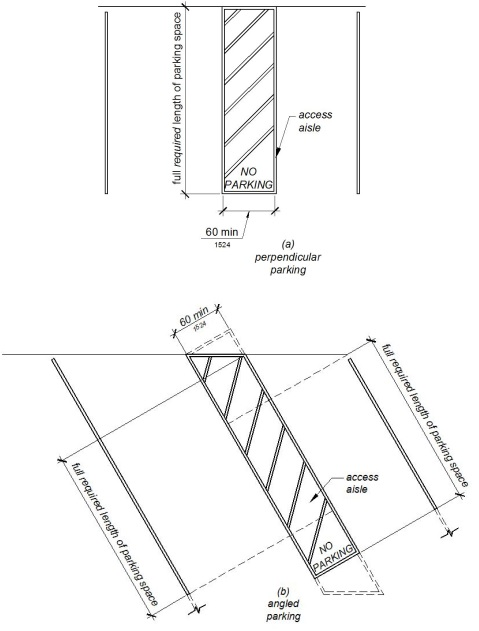 full required length of parking space
access
aisle
NO
PARKING
60 min
1524
(a)
perpendicular
parking
60 min
1524
full required length of parking space
full required length of parking space
access
aisle
NO
PARKING
(b)
angled
parking